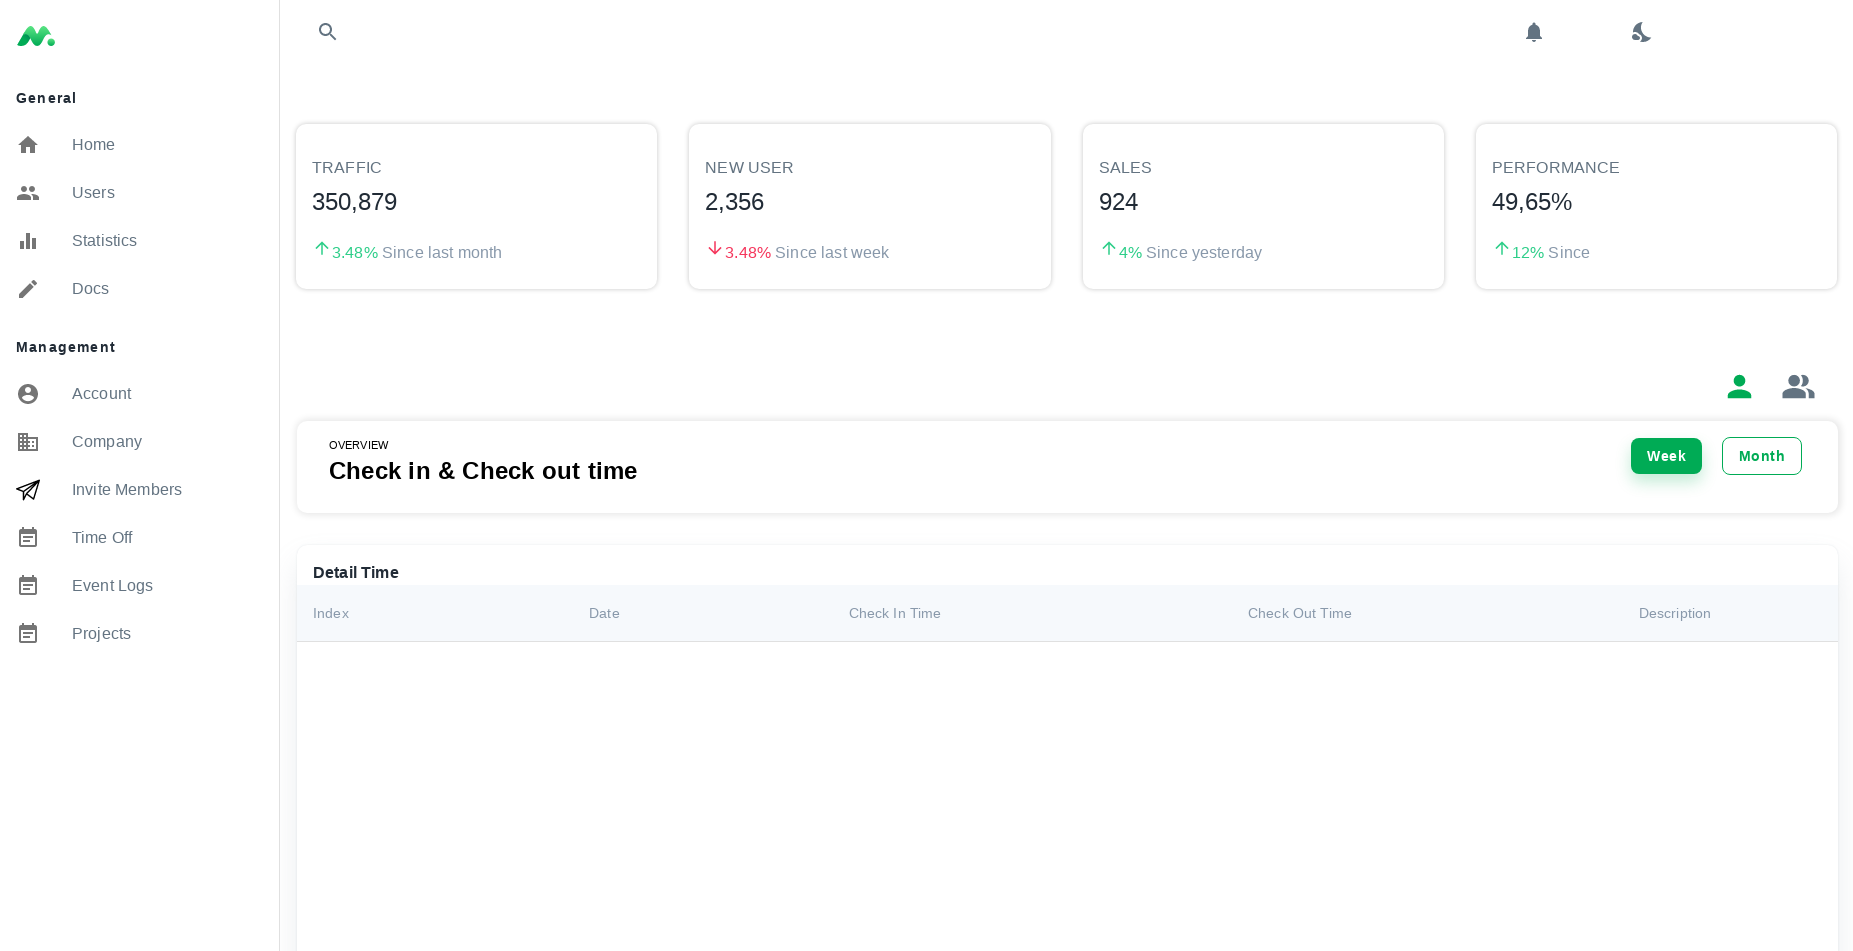 General
Home
Users
Statistics
Docs
Management
Account
Company
Invite Members
Time Off
Event Logs
Projects
TRAFFIC
350,879
3.48% Since last month
NEW USER
2,356
3.48% Since last week
SALES
924
4% Since yesterday
PERFORMANCE
49,65%
12% Since
OVERVIEW
Check in & Check out time
Week
Month
Detail Time
Index Date Check In Time Check Out Time Description